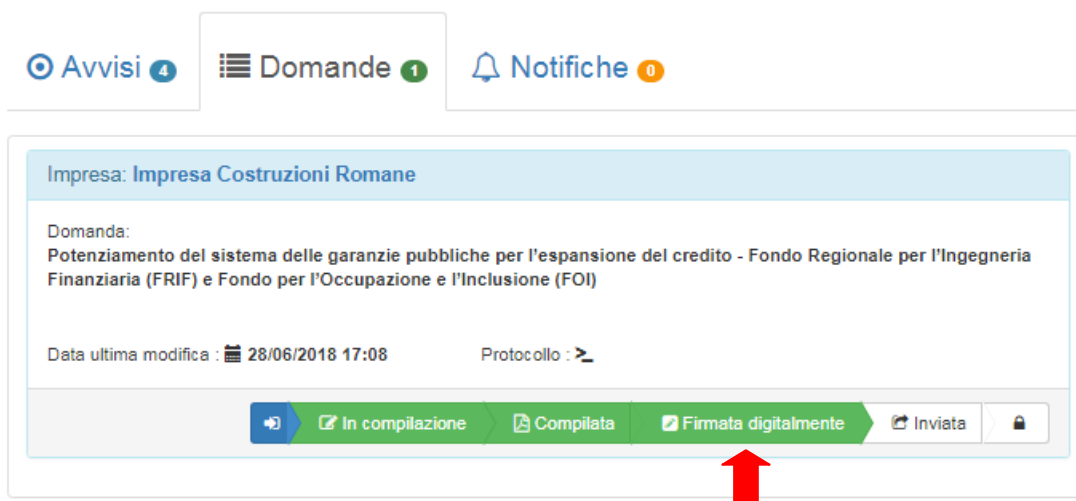 Avvisi 4 Domande 1 Notifiche 0
Impresa: Impresa Costruzioni Romane
Domanda:
Potenziamento del sistema delle garanzie pubbliche per l'espansione del credito - Fondo Regionale per l'Ingegneria
Finanziaria (FRIF) e Fondo per l'Occupazione e l'Inclusione (FOI)
Data ultima modifica : 28/06/2018 17:08 Protocollo :
In compilazione Compilata Firmata digitalmente Inviata